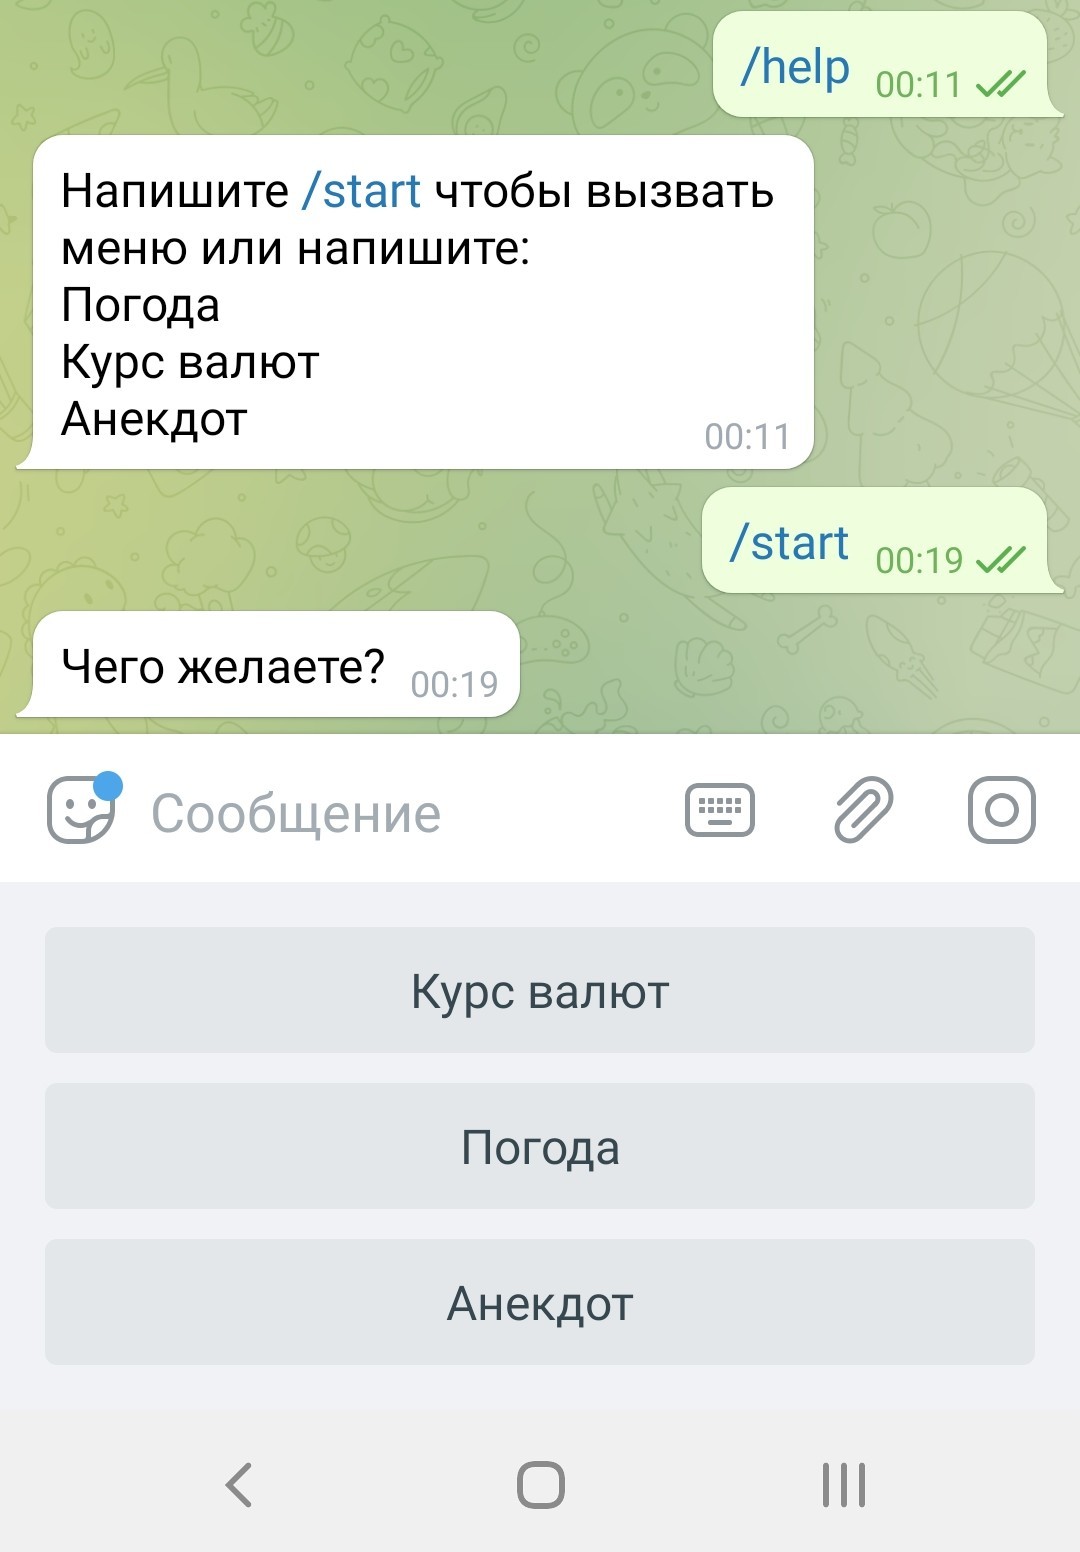 /help 00:11
Напишите /start чтобы вызвать
меню или напишите:
Погода
Курс валют
Анекдот
00:11
/start 00:19
Чего желаете? 00:19
Сообщение
Курс валют
Погода
Анекдот